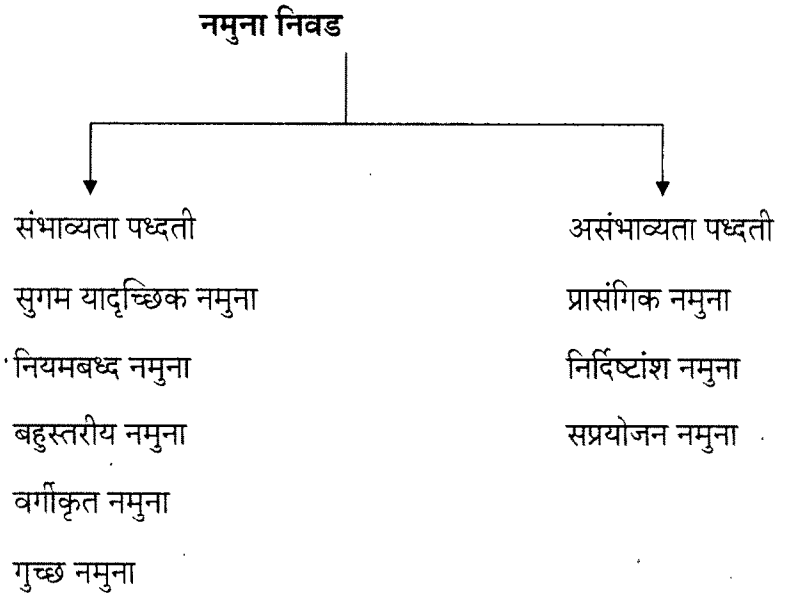 नमुना निवड
संभाव्यता पध्दती
सुगम यादृच्छिक नमुना
नियमबध्द नमुना
बहुस्तरीय नमुना
वर्गीकृत नमुना
गुच्छ नमुना
असंभाव्यता पध्दती
प्रासंगिक नमुना
निर्दिष्टांश नमुना
सप्रयोजन नमुना